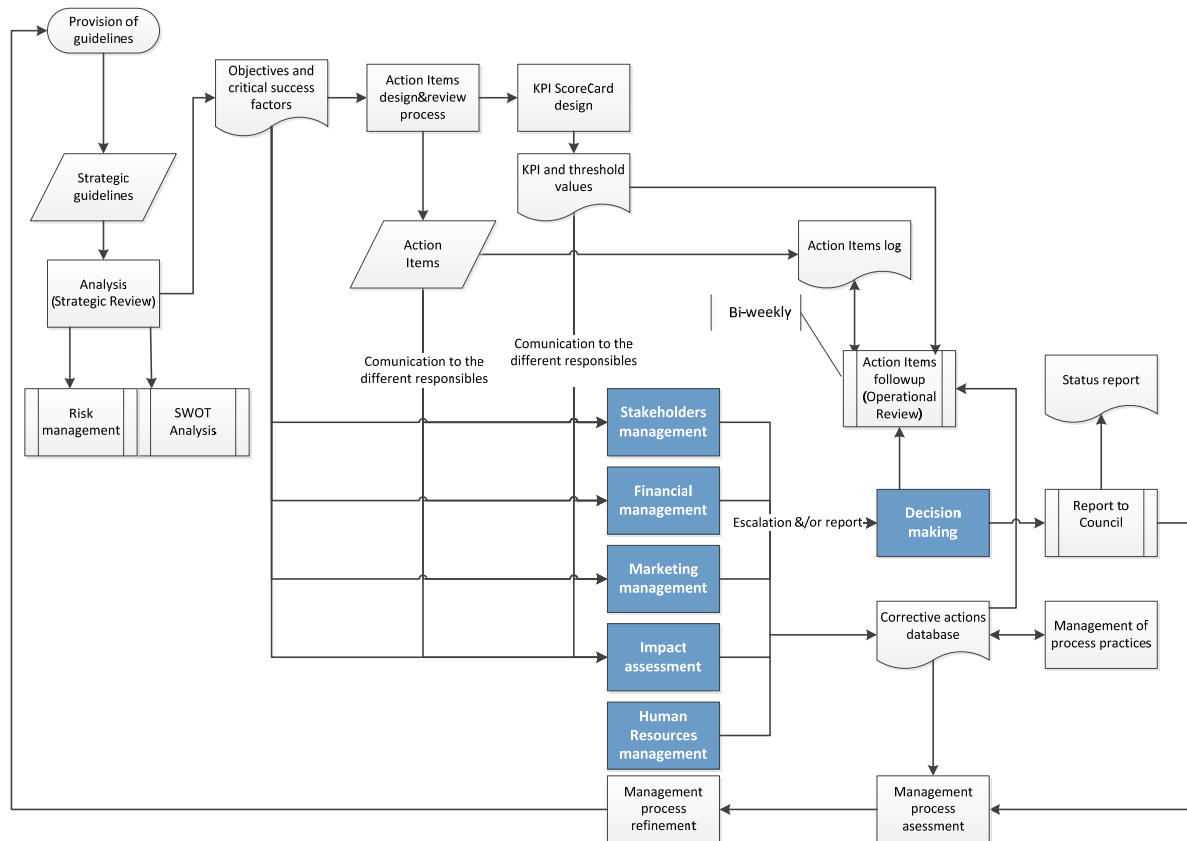 Provision of
guidelines
Objectives and
critical success
factors
Action Items
design&review
process
KPI ScoreCard
design
Strategic
guidelines
KPI and threshold
values
Action
Items
Action Items log
Analysis
(Strategic Review)
Bi-weekly
Comunication to the
different responsibles
Comunication to the
different responsibles
Action Items
followup
(Operational
Review)
Status report
Risk
management
SWOT
Analysis
Stakeholders
management
Financial
management
Escalation &/or report
Decision
making
Report to
Council
Marketing
management
Impact
assessment
Corrective actions
database
Management of
process practices
Human
Resources
management
Management
process
refinement
Management
process
asessment